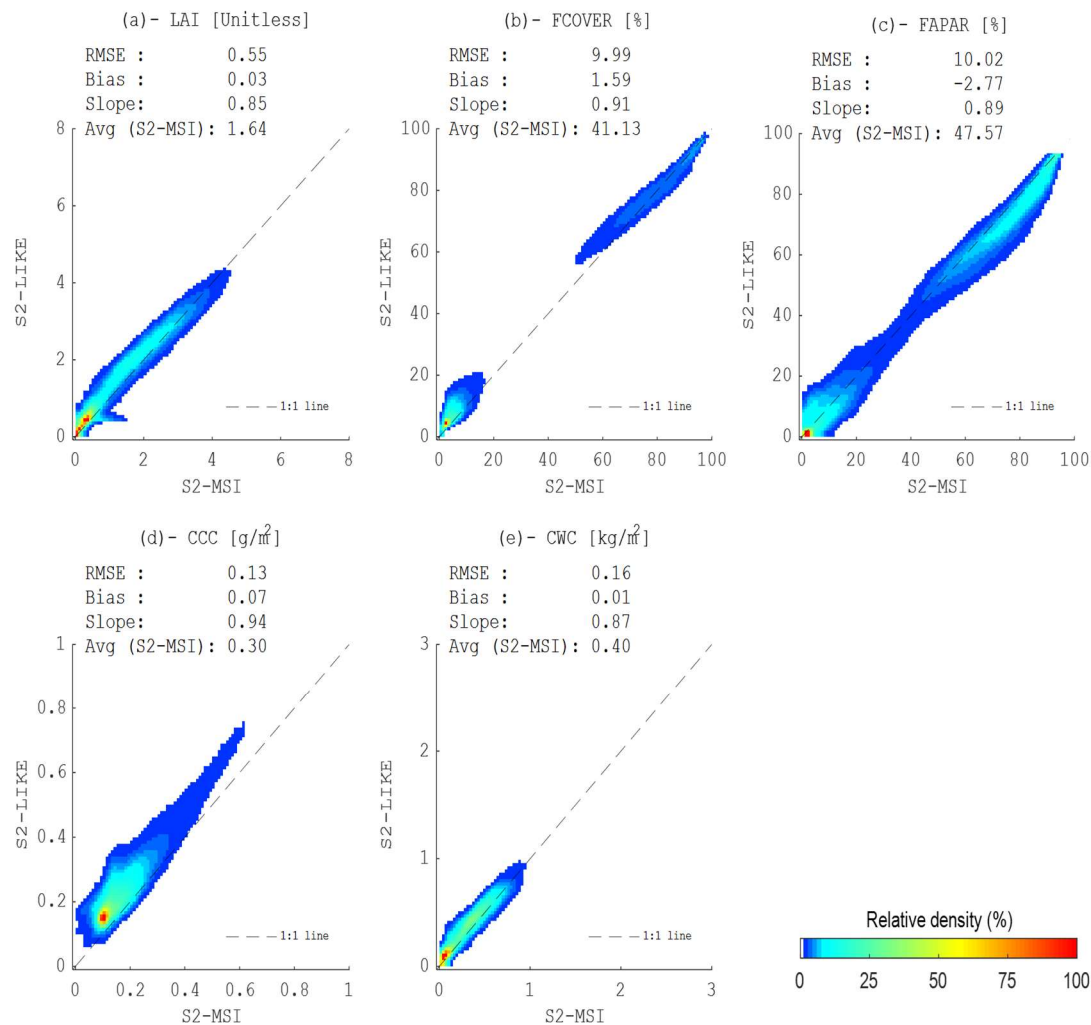 (a)- LAI [Unitless]
RMSE : 0.55
Bias : 0.03
Slope: 0.85
Avg (S2-MSI): 1.64
8
6
4
2
0
S2-LIKE
1:1 line
0 2 4 6 8
S2-MSI
(b)- FCOVER [%]
RMSE : 9.99
Bias : 1.59
Slope: 0.91
Avg (S2-MSI): 41.13
100
80
60
40
20
0
S2-LIKE
1:1 line
0 20 40 60 80 100
S2-MSI
(c)- FAPAR [%]
RMSE : 10.02
Bias : -2.77
Slope: 0.89
Avg (S2-MSI): 47.57
100
80
60
40
20
0
S2-LIKE
1:1 line
0 20 40 60 80 100
S2-MSI
(d)- CCC [g/m²]
RMSE : 0.13
Bias : 0.07
Slope: 0.94
Avg (S2-MSI): 0.30
1
0.8
0.6
0.4
0.2
0
S2-LIKE
1:1 line
0 0.2 0.4 0.6 0.8 1
S2-MSI
(e)- CWC [kg/m²]
RMSE : 0.16
Bias : 0.01
Slope: 0.87
Avg (S2-MSI): 0.40
3
2
1
0
S2-LIKE
1:1 line
0 1 2 3
S2-MSI
Relative density (%)
0 25 50 75 100